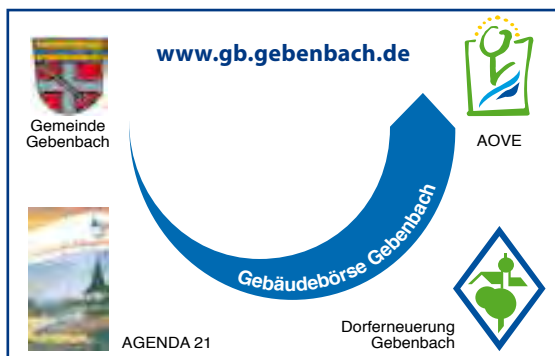 www.gb.gebenbach.de
Gemeinde
Gebenbach
AOVE
Gebäudebörse Gebenbach
AGENDA 21
Dorferneuerung
Gebenbach